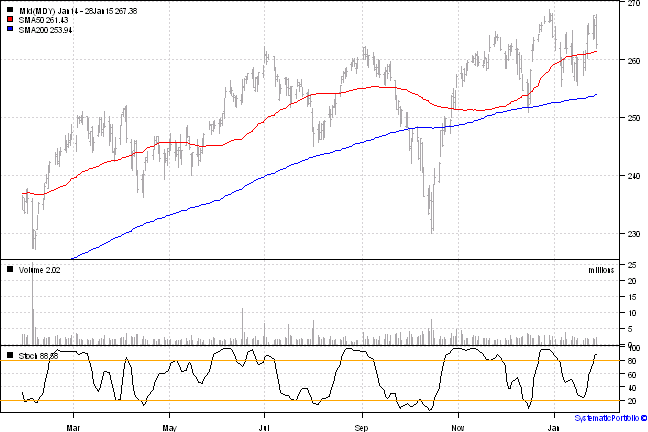 Mid(MDY) Jan14 - 28Jan15 267.38
SMA50 261.43
SMA200 253.94
270
260
250
240
230
Volume 2.02
millions
25
20
15
10
5
Stoch 88.98
100
80
60
40
20
Mar May Jul Sep Nov Jan
SystematicPortfolio ©